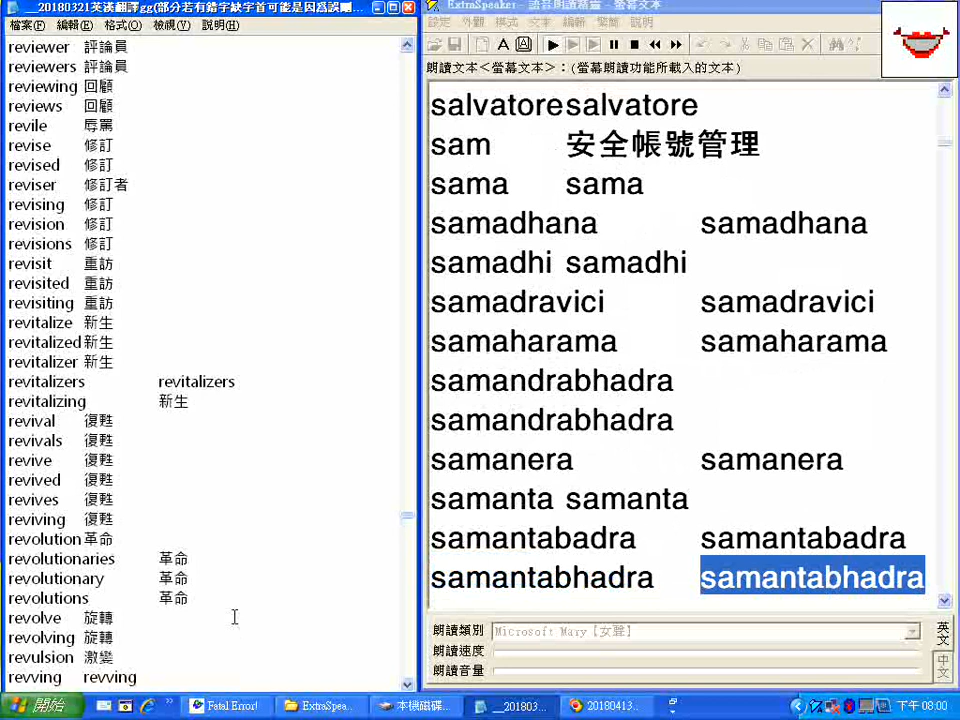 __20180321英漢翻譯gg(部分若有錯字缺字首可能是因爲誤刪...
檔案(F) 編輯(E) 格式(O) 檢視(V) 說明(H)
reviewer 評論員
reviewers 評論員
reviewing 回顧
reviews 回顧
revile 辱罵
revise 修訂
revised 修訂
reviser 修訂者
revising 修訂
revision 修訂
revisions 修訂
revisit 重訪
revisited 重訪
revisiting 重訪
revitalize 新生
revitalized 新生
revitalizer 新生
revitalizers revitalizers
revitalizing 新生
revival 復甦
revivals 復甦
revive 復甦
revived 復甦
revives 復甦
reviving 復甦
revolution 革命
revolutionaries 革命
revolutionary 革命
revolutions 革命
revolve 旋轉
revolving 旋轉
revulsion 激變
revving revving
設定 外觀 模式 文本 編輯 繁簡 說明
朗讀文本<螢幕文本>：(螢幕朗讀功能所載入的文本)
salvatore salvatore
sam 安全帳號管理
sama sama
samadhana samadhana
samadhi samadhi
samadravici samadravici
samaharama samaharama
samandrabhadra
samandrabhadra
samanera samanera
samanta samanta
samantabadra samantabadra
samantabhadra samantabhadra
朗讀類別 Microsoft Mary【女聲】
朗讀速度
朗讀音量
英文
中文
開始 Fatal Error! ExtraSpea... 本機磁碟... __201803... 20180413... 下午 08:00